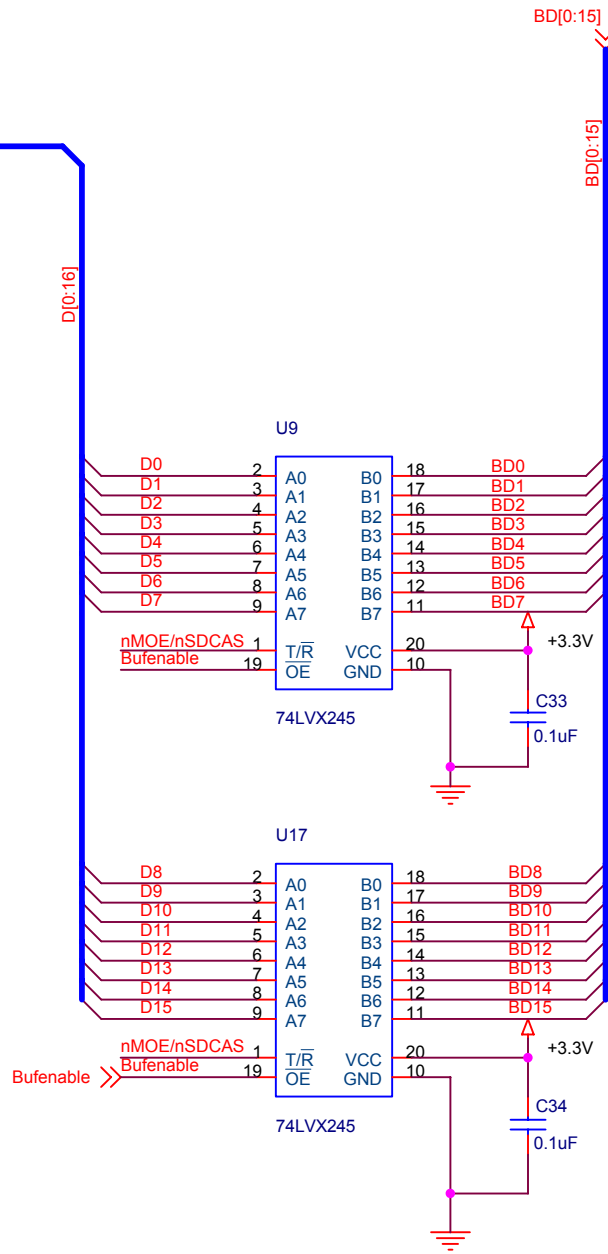 BD[0:15]
BD[0:15]
D[0:16]
U9
D0 2 A0 B0 18 BD0
D1 3 A1 B1 17 BD1
D2 4 A2 B2 16 BD2
D3 5 A3 B3 15 BD3
D4 6 A4 B4 14 BD4
D5 7 A5 B5 13 BD5
D6 8 A6 B6 12 BD6
D7 9 A7 B7 11 BD7
+3.3V
nMOE/nSDCAS 1 T/R̅ VCC 20
Bufenable 19 O̅E̅ GND 10
C33
0.1uF
74LVX245
U17
D8 2 A0 B0 18 BD8
D9 3 A1 B1 17 BD9
D10 4 A2 B2 16 BD10
D11 5 A3 B3 15 BD11
D12 6 A4 B4 14 BD12
D13 7 A5 B5 13 BD13
D14 8 A6 B6 12 BD14
D15 9 A7 B7 11 BD15
+3.3V
nMOE/nSDCAS 1 T/R̅ VCC 20
Bufenable Bufenable 19 O̅E̅ GND 10
C34
0.1uF
74LVX245